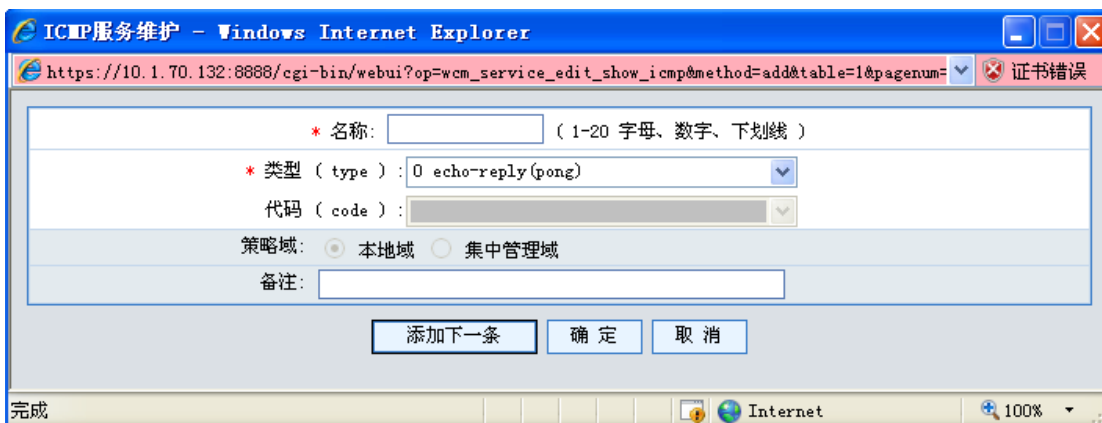 ICMP服务维护 - Windows Internet Explorer
https://10.1.70.132:8888/cgi-bin/webui?op=wcm_service_edit_show_icmp&method=add&table=1&pagenum= 证书错误
* 名称: ( 1-20 字母、数字、下划线 )
* 类型 ( type ) : 0 echo-reply(pong)
代码 ( code ) :
策略域: 本地域 集中管理域
备注:
添加下一条 确 定 取 消
完成 Internet 100%